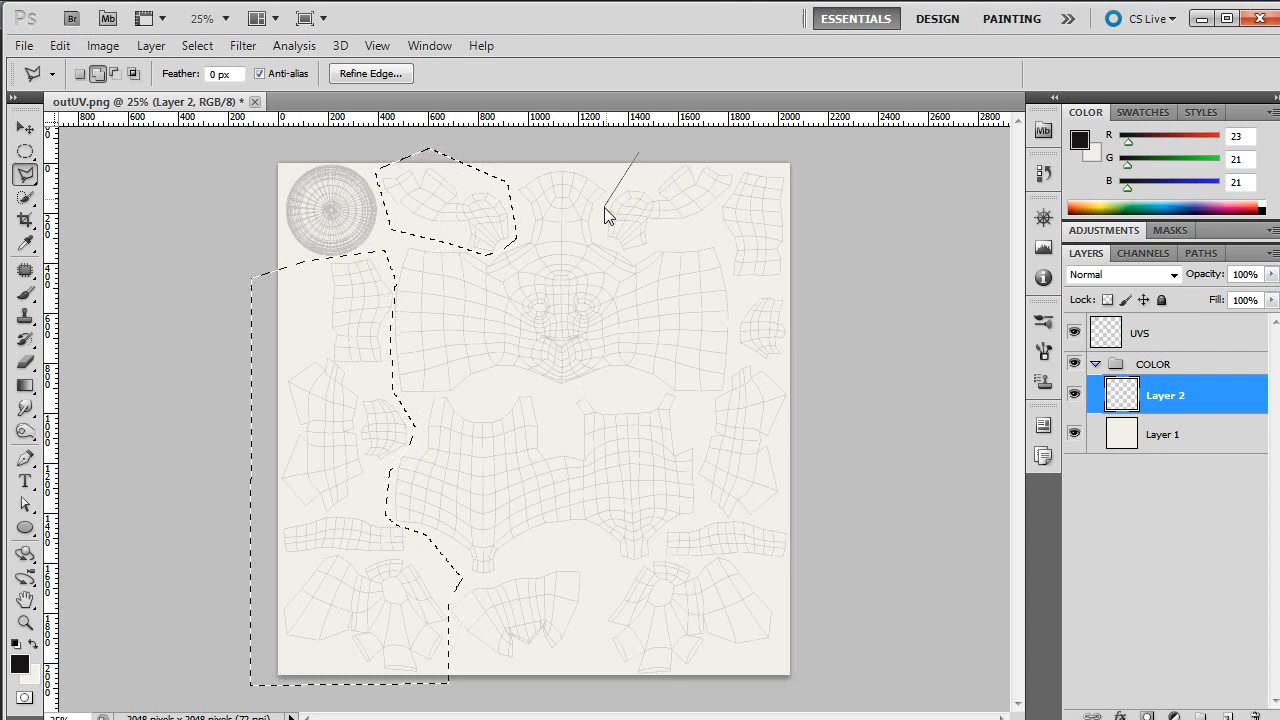 Ps Br Mb 25% ESSENTIALS DESIGN PAINTING CS Live
File Edit Image Layer Select Filter Analysis 3D View Window Help
Feather: 0 px Anti-alias Refine Edge...
outUV.png @ 25% (Layer 2, RGB/8) *
800 600 400 200 0 200 400 600 800 1000 1200 1400 1600 1800 2000 2200 2400 2600 2800
COLOR SWATCHES STYLES
Mb
R 23
G 21
B 21
ADJUSTMENTS MASKS
LAYERS CHANNELS PATHS
Normal Opacity: 100%
Lock: Fill: 100%
UVS
COLOR
Layer 2
Layer 1
25% 2048 pixels x 2048 pixels (72 ppi)